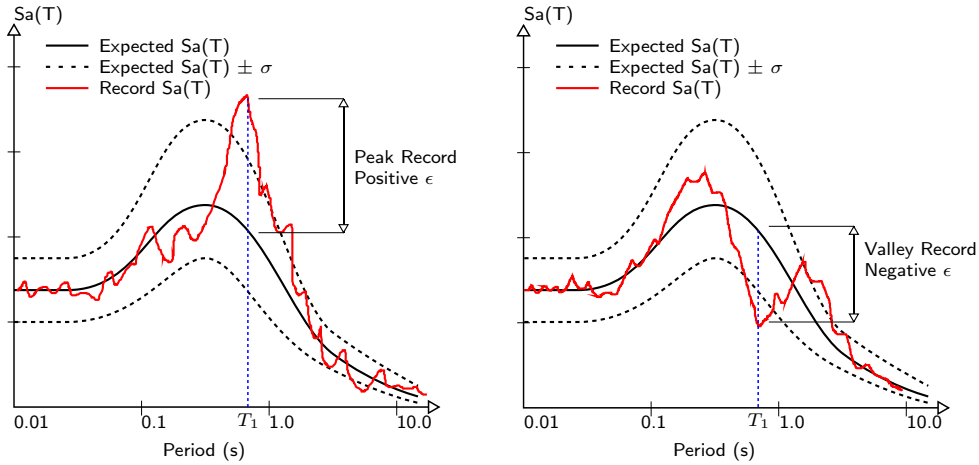 Sa(T)
Expected Sa(T)
Expected Sa(T) ± σ
Record Sa(T)
Peak Record
Positive ϵ
0.01
0.1
T1
1.0
10.0
Period (s)
Sa(T)
Expected Sa(T)
Expected Sa(T) ± σ
Record Sa(T)
Valley Record
Negative ϵ
0.01
0.1
T1
1.0
10.0
Period (s)